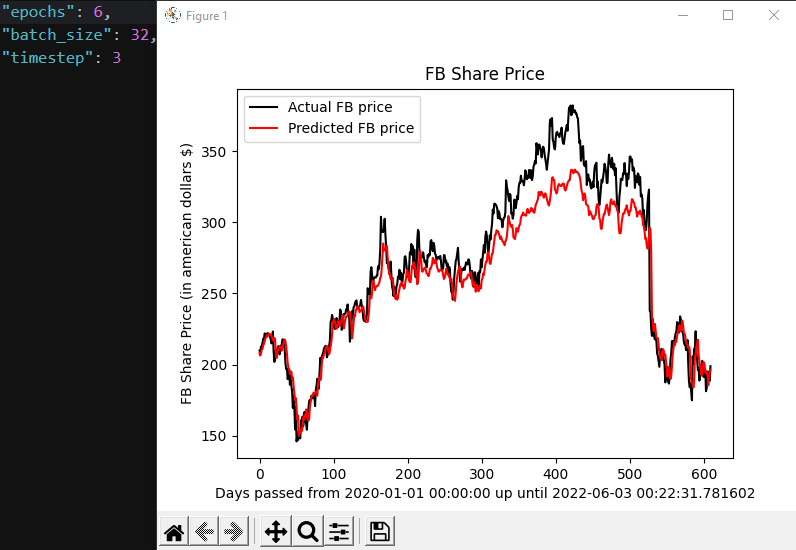 "epochs": 6,
"batch_size": 32,
"timestep": 3
Figure 1
FB Share Price
Actual FB price
Predicted FB price
FB Share Price (in american dollars $)
350
300
250
200
150
0 100 200 300 400 500 600
Days passed from 2020-01-01 00:00:00 up until 2022-06-03 00:22:31.781602